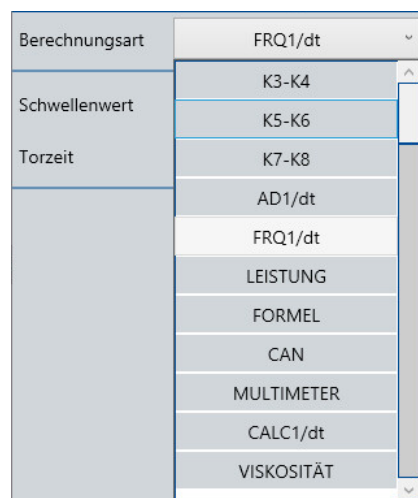 Berechnungsart FRQ1/dt
K3-K4
Schwellenwert
K5-K6
Torzeit K7-K8
AD1/dt
FRQ1/dt
LEISTUNG
FORMEL
CAN
MULTIMETER
CALC1/dt
VISKOSITÄT